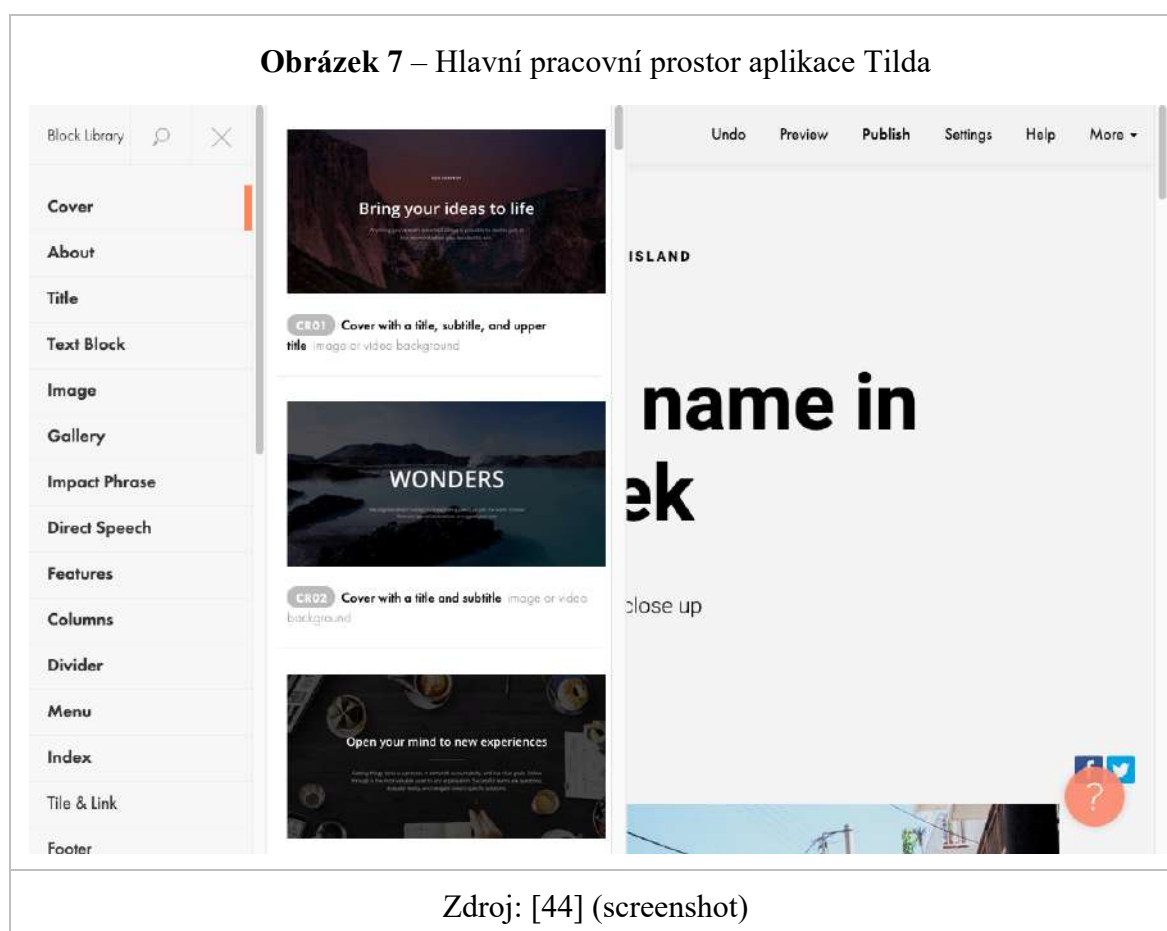 Obrázek 7 – Hlavní pracovní prostor aplikace Tilda
Block Library
Cover
About
Title
Text Block
Image
Gallery
Impact Phrase
Direct Speech
Features
Columns
Divider
Menu
Index
Tile & Link
Footer
Bring your ideas to life
CR01 Cover with a title, subtitle, and upper
title image or video background
WONDERS
CR02 Cover with a title and subtitle image or video
background
Open your mind to new experiences
Undo Preview Publish Settings Help More
ISLAND
name in
ek
close up
?
Zdroj: [44] (screenshot)